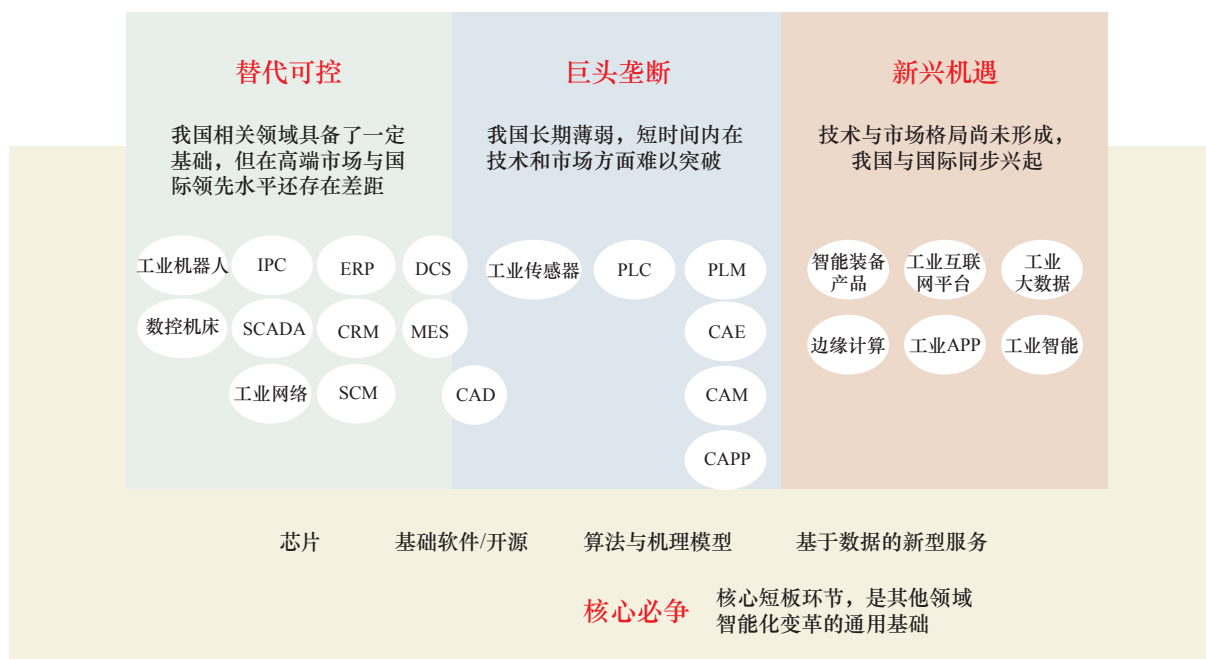 替代可控
我国相关领域具备了一定
基础，但在高端市场与国
际领先水平还存在差距
工业机器人
IPC
ERP
DCS
数控机床
SCADA
CRM
MES
工业网络
SCM
CAD
巨头垄断
我国长期薄弱，短时间内在
技术和市场方面难以突破
工业传感器
PLC
PLM
CAE
CAM
CAPP
新兴机遇
技术与市场格局尚未形成，
我国与国际同步兴起
智能装备
产品
工业互联
网平台
工业
大数据
边缘计算
工业APP
工业智能
芯片
基础软件/开源
算法与机理模型
基于数据的新型服务
核心必争
核心短板环节，是其他领域
智能化变革的通用基础